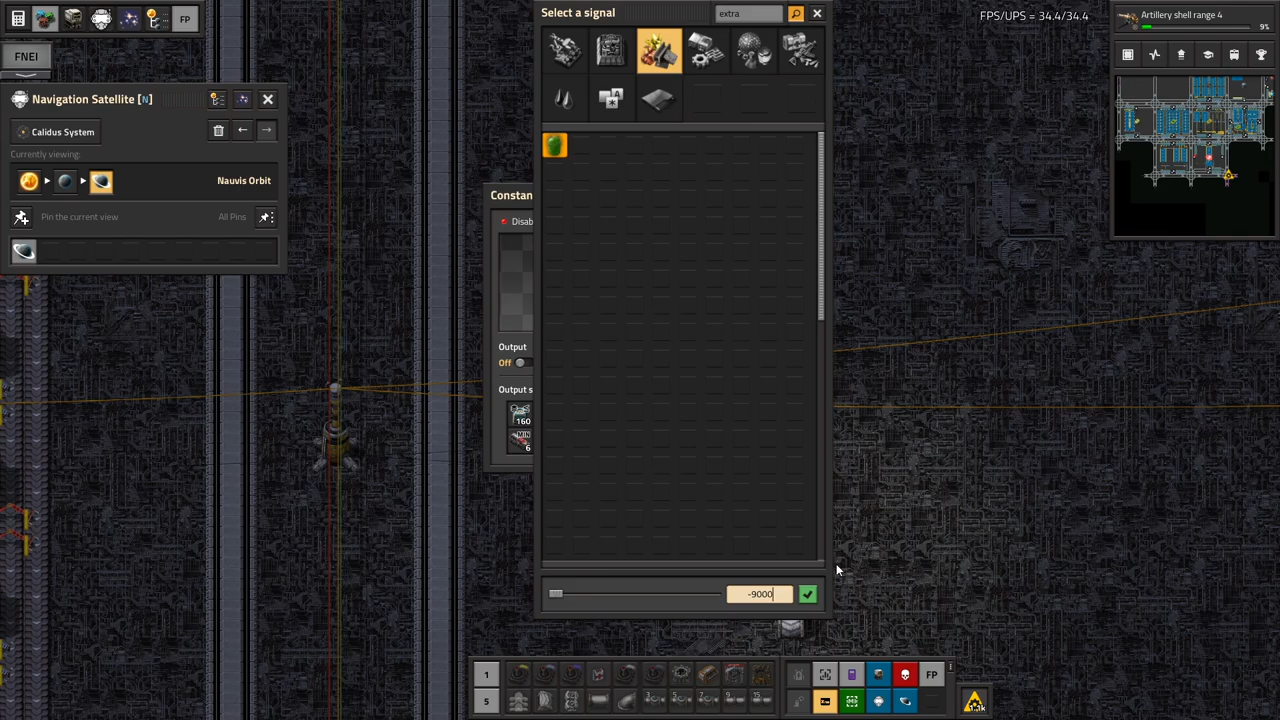 FP
FNEI
Navigation Satellite [N]
Calidus System
Currently viewing:
Nauvis Orbit
Pin the current view
All Pins
Select a signal
extra
FPS/UPS = 34.4/34.4
Artillery shell range 4
9%
Constan
Disab
Output
Off
Output s
160
MIN
6
-9000
1
FP
5